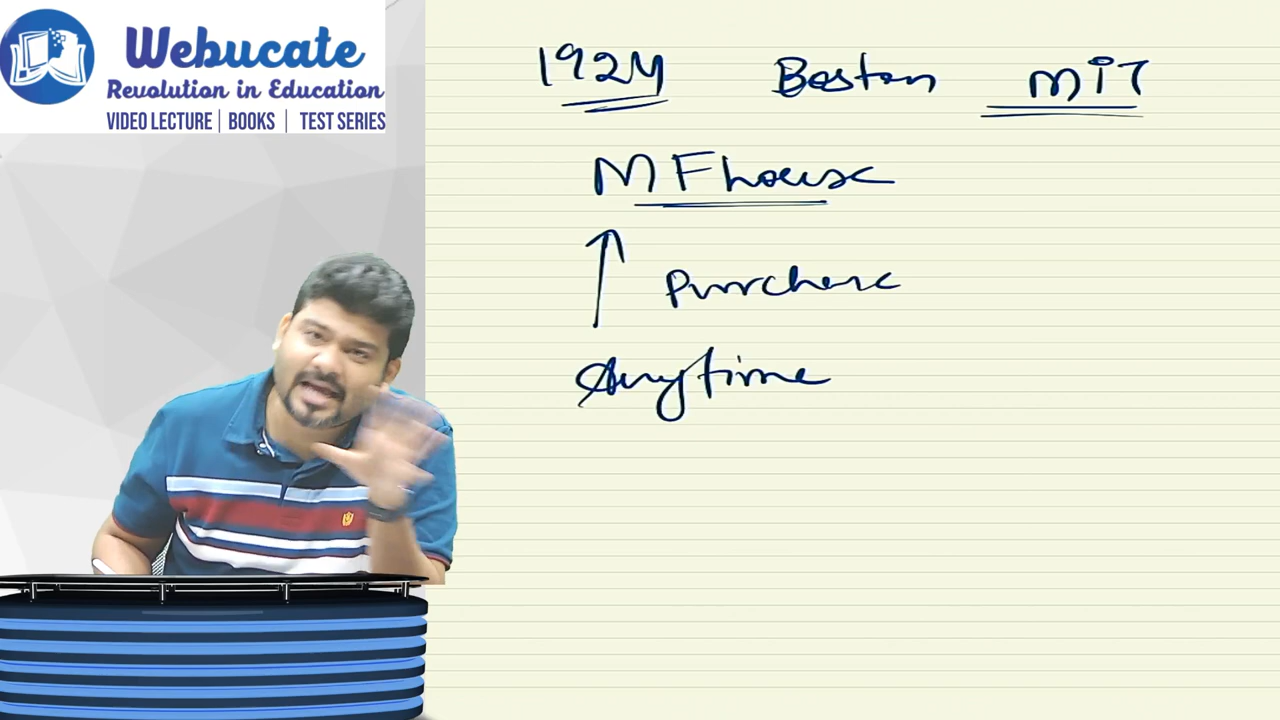 Webucate
Revolution in Education
VIDEO LECTURE | BOOKS | TEST SERIES
1924 Boston MIT
MF house
Purchase
Anytime